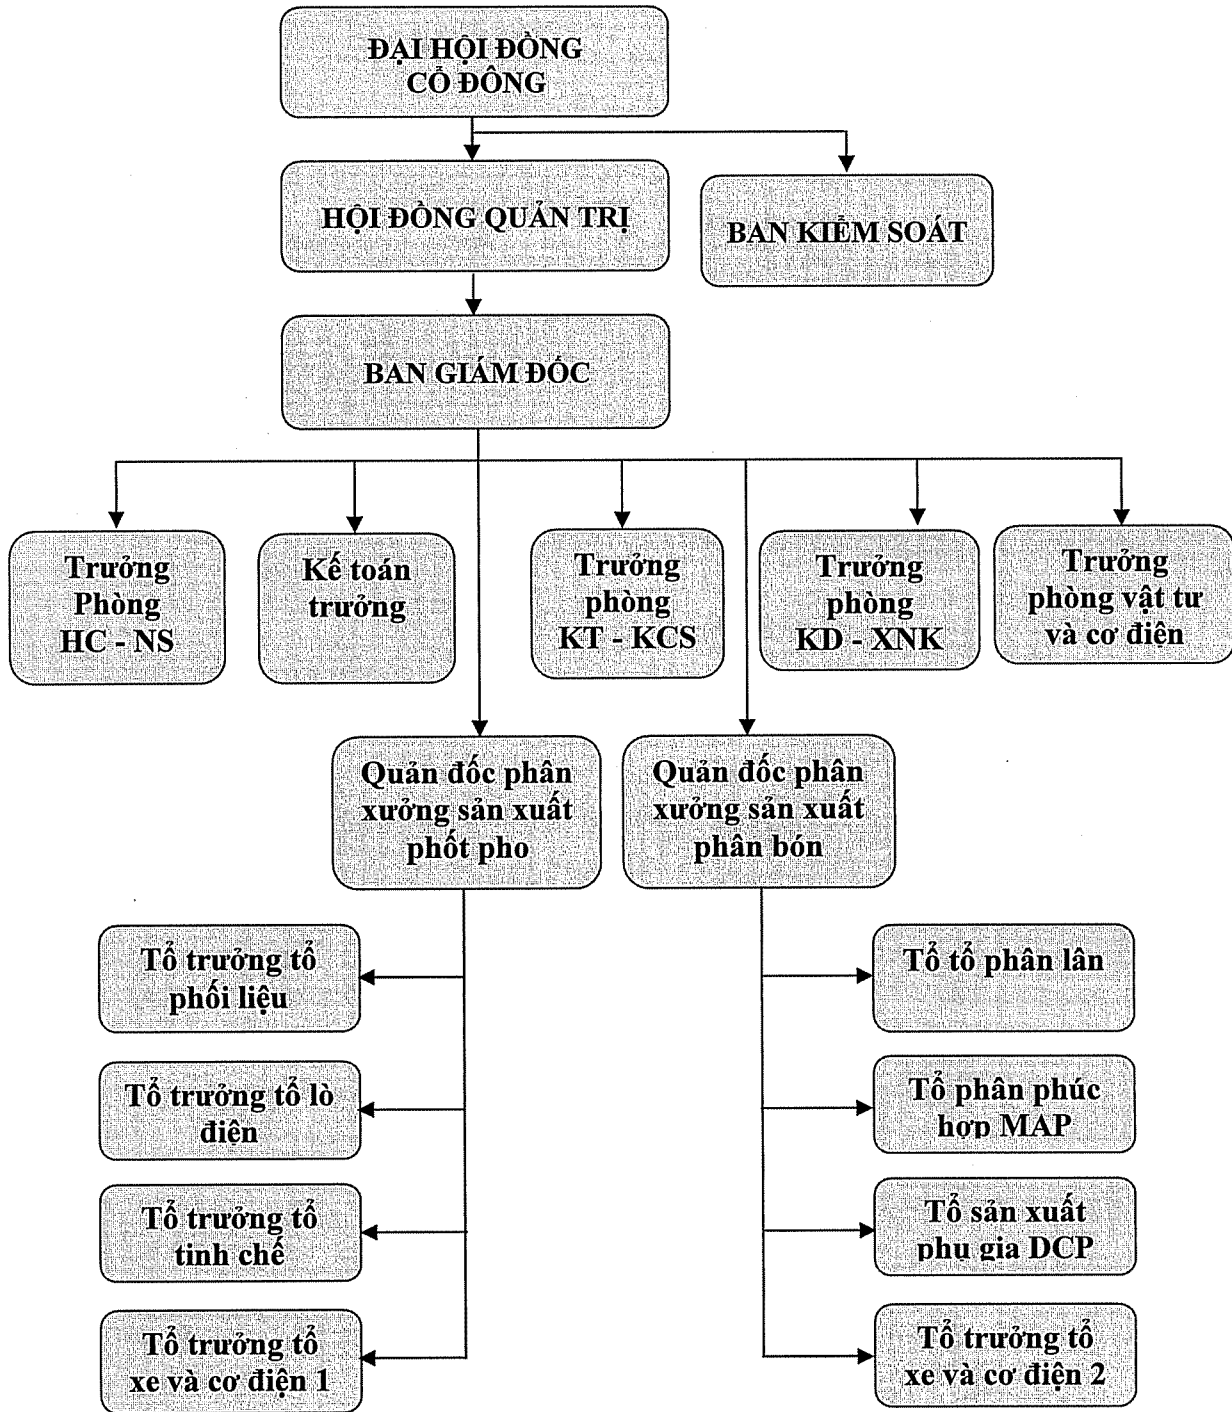 ĐẠI HỘI ĐỒNG
CỔ ĐÔNG
HỘI ĐỒNG QUẢN TRỊ
BAN KIỂM SOÁT
BAN GIÁM ĐỐC
Trưởng
Phòng
HC - NS
Kế toán
trưởng
Trưởng
phòng
KT - KCS
Trưởng
phòng
KD - XNK
Trưởng
phòng vật tư
và cơ điện
Quản đốc phân
xưởng sản xuất
phốt pho
Quản đốc phân
xưởng sản xuất
phân bón
Tổ trưởng tổ
phối liệu
Tổ tổ phân lân
Tổ trưởng tổ lò
điện
Tổ phân phúc
hợp MAP
Tổ trưởng tổ
tinh chế
Tổ sản xuất
phụ gia DCP
Tổ trưởng tổ
xe và cơ điện 1
Tổ trưởng tổ
xe và cơ điện 2